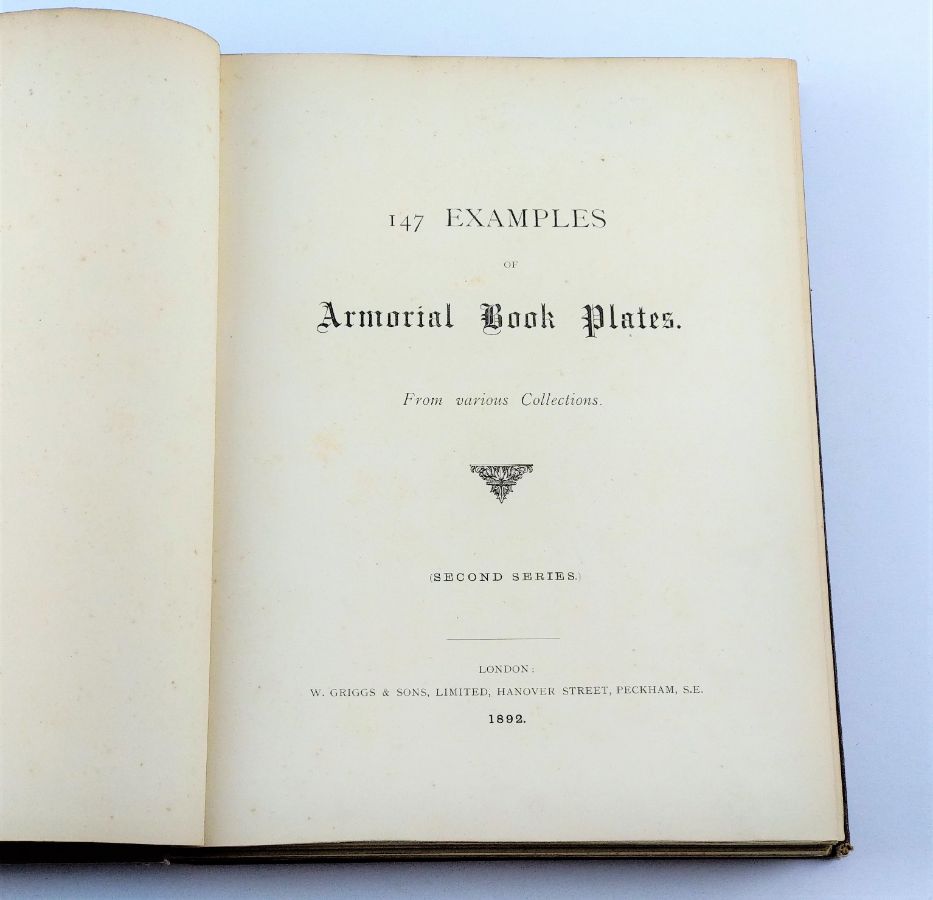 147 EXAMPLES
OF
Armorial Book Plates.
From various Collections.
(SECOND SERIES.)
LONDON:
W. GRIGGS & SONS, LIMITED, HANOVER STREET, PECKHAM, S.E.
1892.